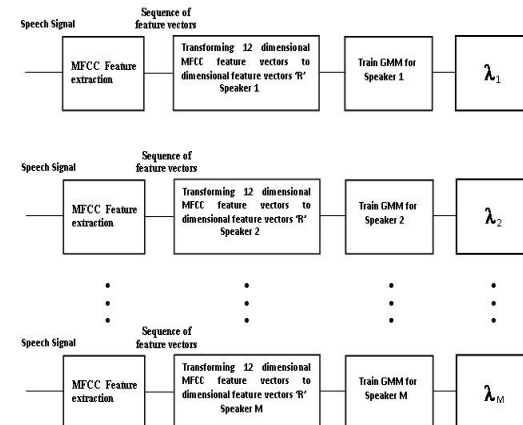 Speech Signal
Sequence of
feature vectors
MFCC Feature
extraction
Transforming 12 dimensional
MFCC feature vectors to
dimensional feature vectors 'R'
Speaker 1
Train GMM for
Speaker 1
λ1
Speech Signal
Sequence of
feature vectors
MFCC Feature
extraction
Transforming 12 dimensional
MFCC feature vectors to
dimensional feature vectors 'R'
Speaker 2
Train GMM for
Speaker 2
λ2
Speech Signal
Sequence of
feature vectors
MFCC Feature
extraction
Transforming 12 dimensional
MFCC feature vectors to
dimensional feature vectors 'R'
Speaker M
Train GMM for
Speaker M
λM